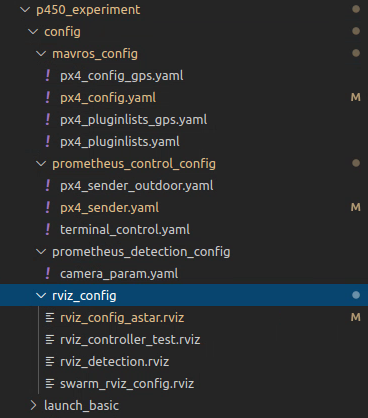 p450_experiment
config
mavros_config
! px4_config_gps.yaml
! px4_config.yaml M
! px4_pluginlists_gps.yaml
! px4_pluginlists.yaml
prometheus_control_config
! px4_sender_outdoor.yaml
! px4_sender.yaml M
! terminal_control.yaml
prometheus_detection_config
! camera_param.yaml
rviz_config
rviz_config_astar.rviz M
rviz_controller_test.rviz
rviz_detection.rviz
swarm_rviz_config.rviz
launch_basic